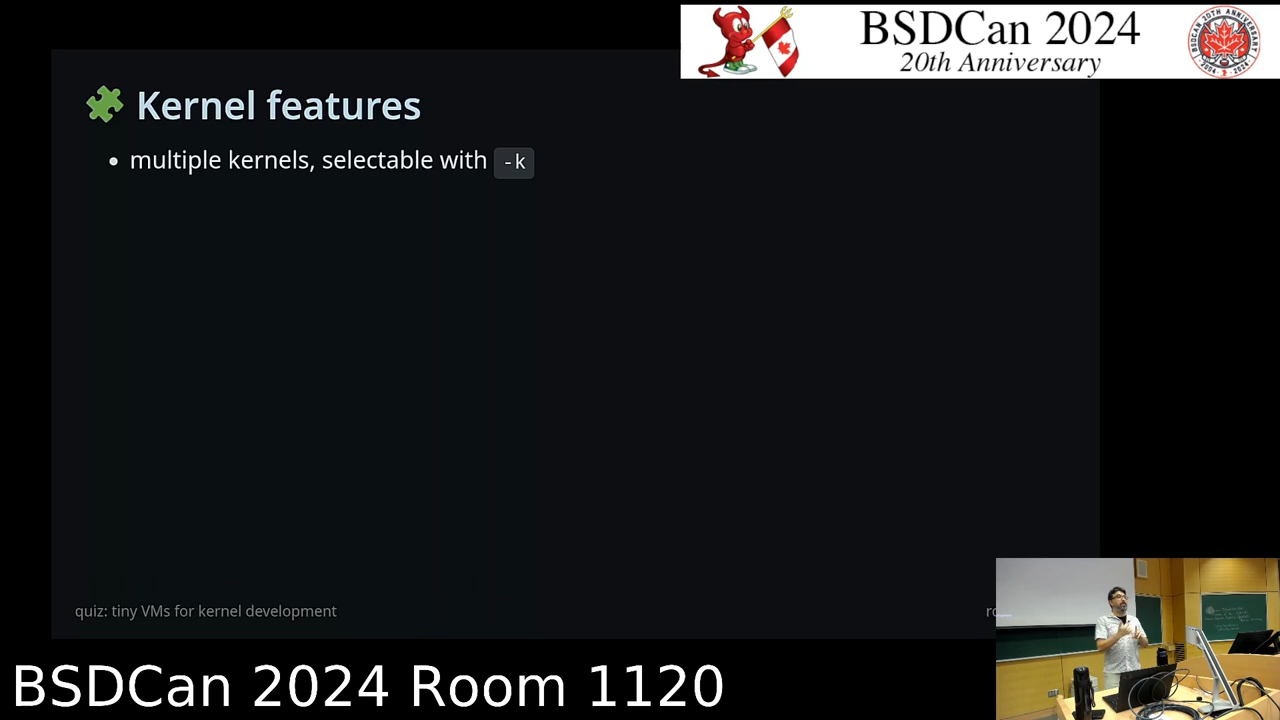 BSDCan 2024
20th Anniversary
Kernel features
• multiple kernels, selectable with -k
quiz: tiny VMs for kernel development
BSDCan 2024 Room 1120